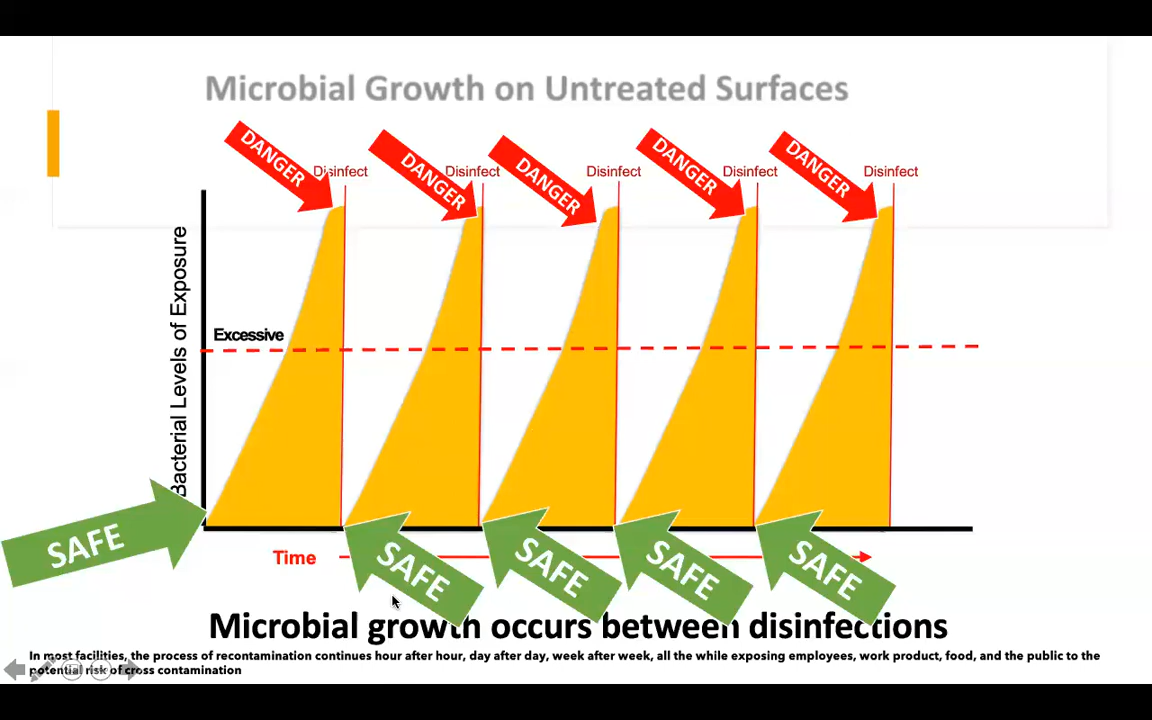 Microbial Growth on Untreated Surfaces
DANGER DANGER DANGER DANGER DANGER
Disinfect Disinfect Disinfect Disinfect Disinfect
Bacterial Levels of Exposure
Excessive
SAFE SAFE SAFE SAFE SAFE
Time
Microbial growth occurs between disinfections
In most facilities, the process of recontamination continues hour after hour, day after day, week after week, all the while exposing employees, work product, food, and the public to the
potential risk of cross contamination